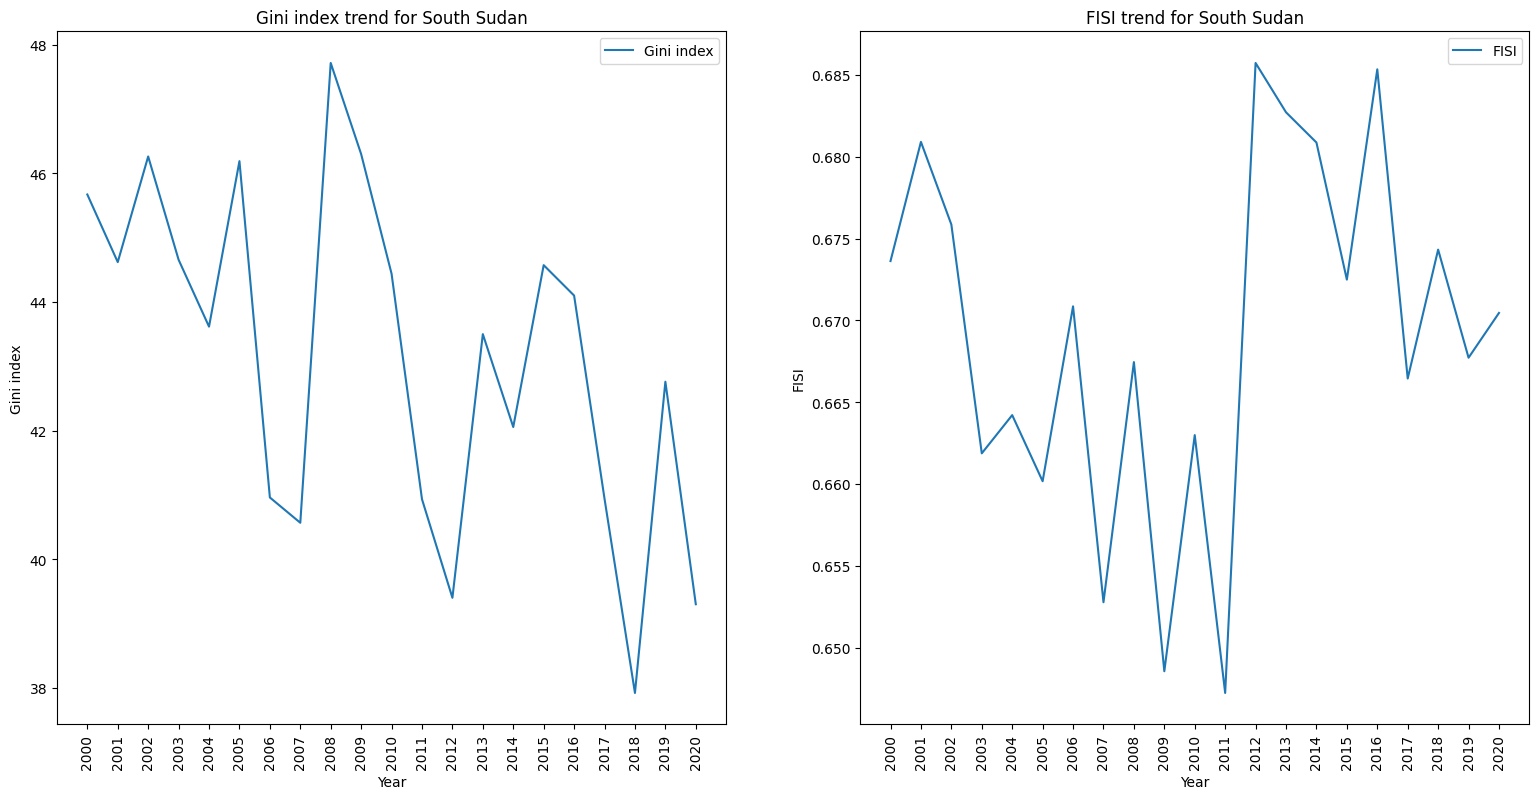 Gini index trend for South Sudan
Gini index
48
46
44
42
40
38
Gini index
2000 2001 2002 2003 2004 2005 2006 2007 2008 2009 2010 2011 2012 2013 2014 2015 2016 2017 2018 2019 2020
Year
FISI trend for South Sudan
FISI
0.685
0.680
0.675
0.670
0.665
0.660
0.655
0.650
FISI
2000 2001 2002 2003 2004 2005 2006 2007 2008 2009 2010 2011 2012 2013 2014 2015 2016 2017 2018 2019 2020
Year